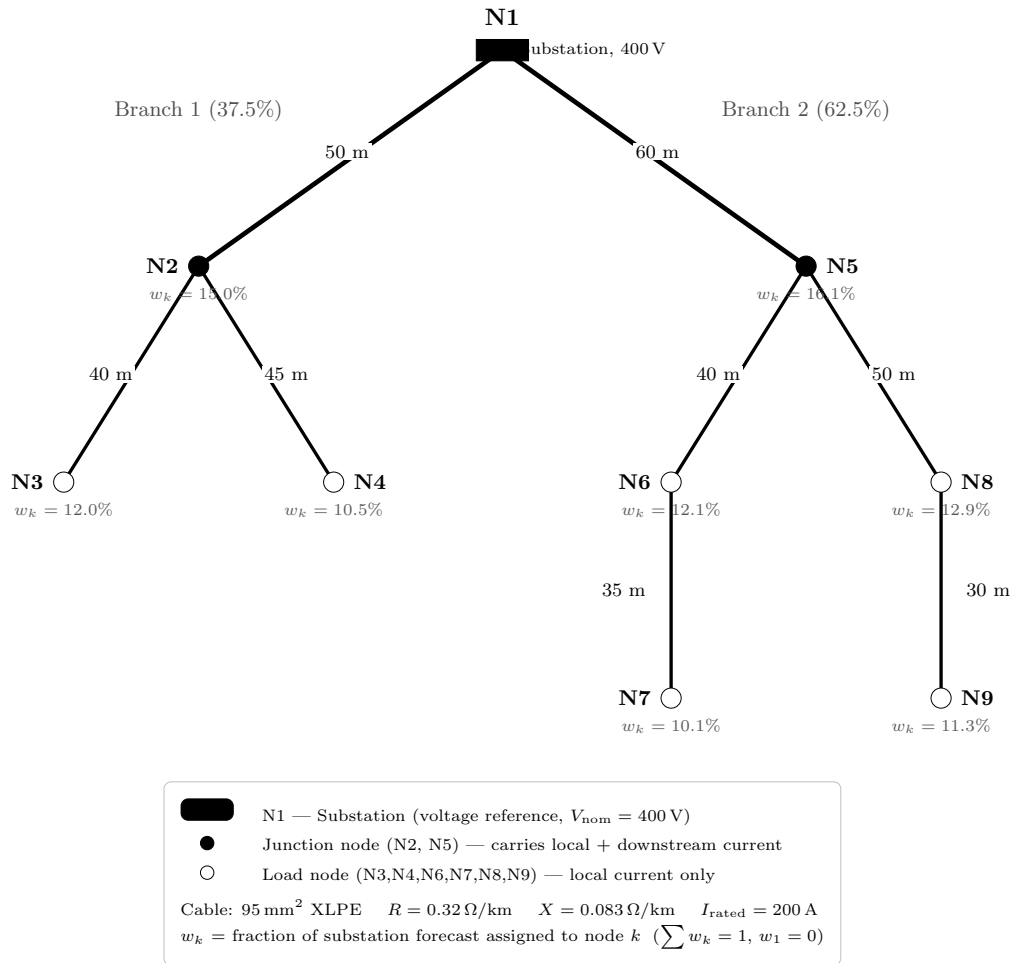 N1
ubstation, 400 V
Branch 1 (37.5%)
Branch 2 (62.5%)
50 m
60 m
N2
N5
w_k = 15.0%
w_k = 16.1%
40 m
45 m
40 m
50 m
N3
N4
N6
N8
w_k = 12.0%
w_k = 10.5%
w_k = 12.1%
w_k = 12.9%
35 m
30 m
N7
N9
w_k = 10.1%
w_k = 11.3%
N1 — Substation (voltage reference, V_nom = 400 V)
Junction node (N2, N5) — carries local + downstream current
Load node (N3,N4,N6,N7,N8,N9) — local current only
Cable: 95 mm² XLPE R = 0.32 Ω/km X = 0.083 Ω/km I_rated = 200 A
w_k = fraction of substation forecast assigned to node k (∑ w_k = 1, w_1 = 0)